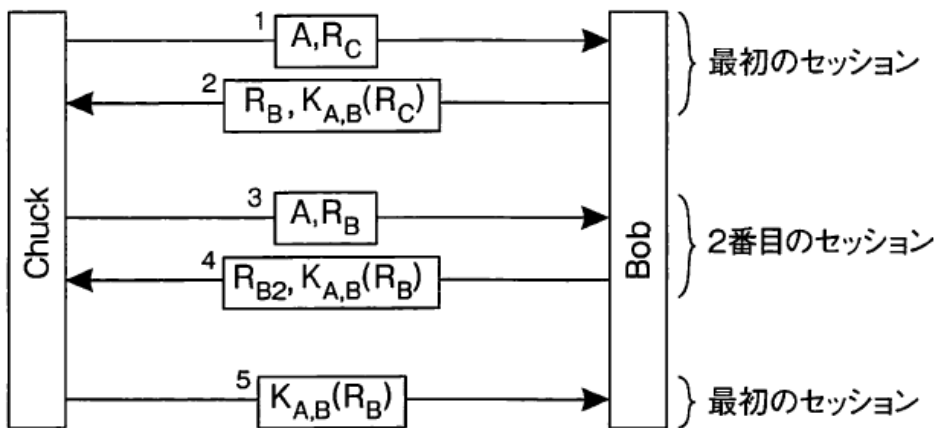 1
A,R_C
最初のセッション
2
R_B, K_A,B(R_C)
Chuck
3
A,R_B
Bob
2番目のセッション
4
R_B2, K_A,B(R_B)
5
K_A,B(R_B)
最初のセッション